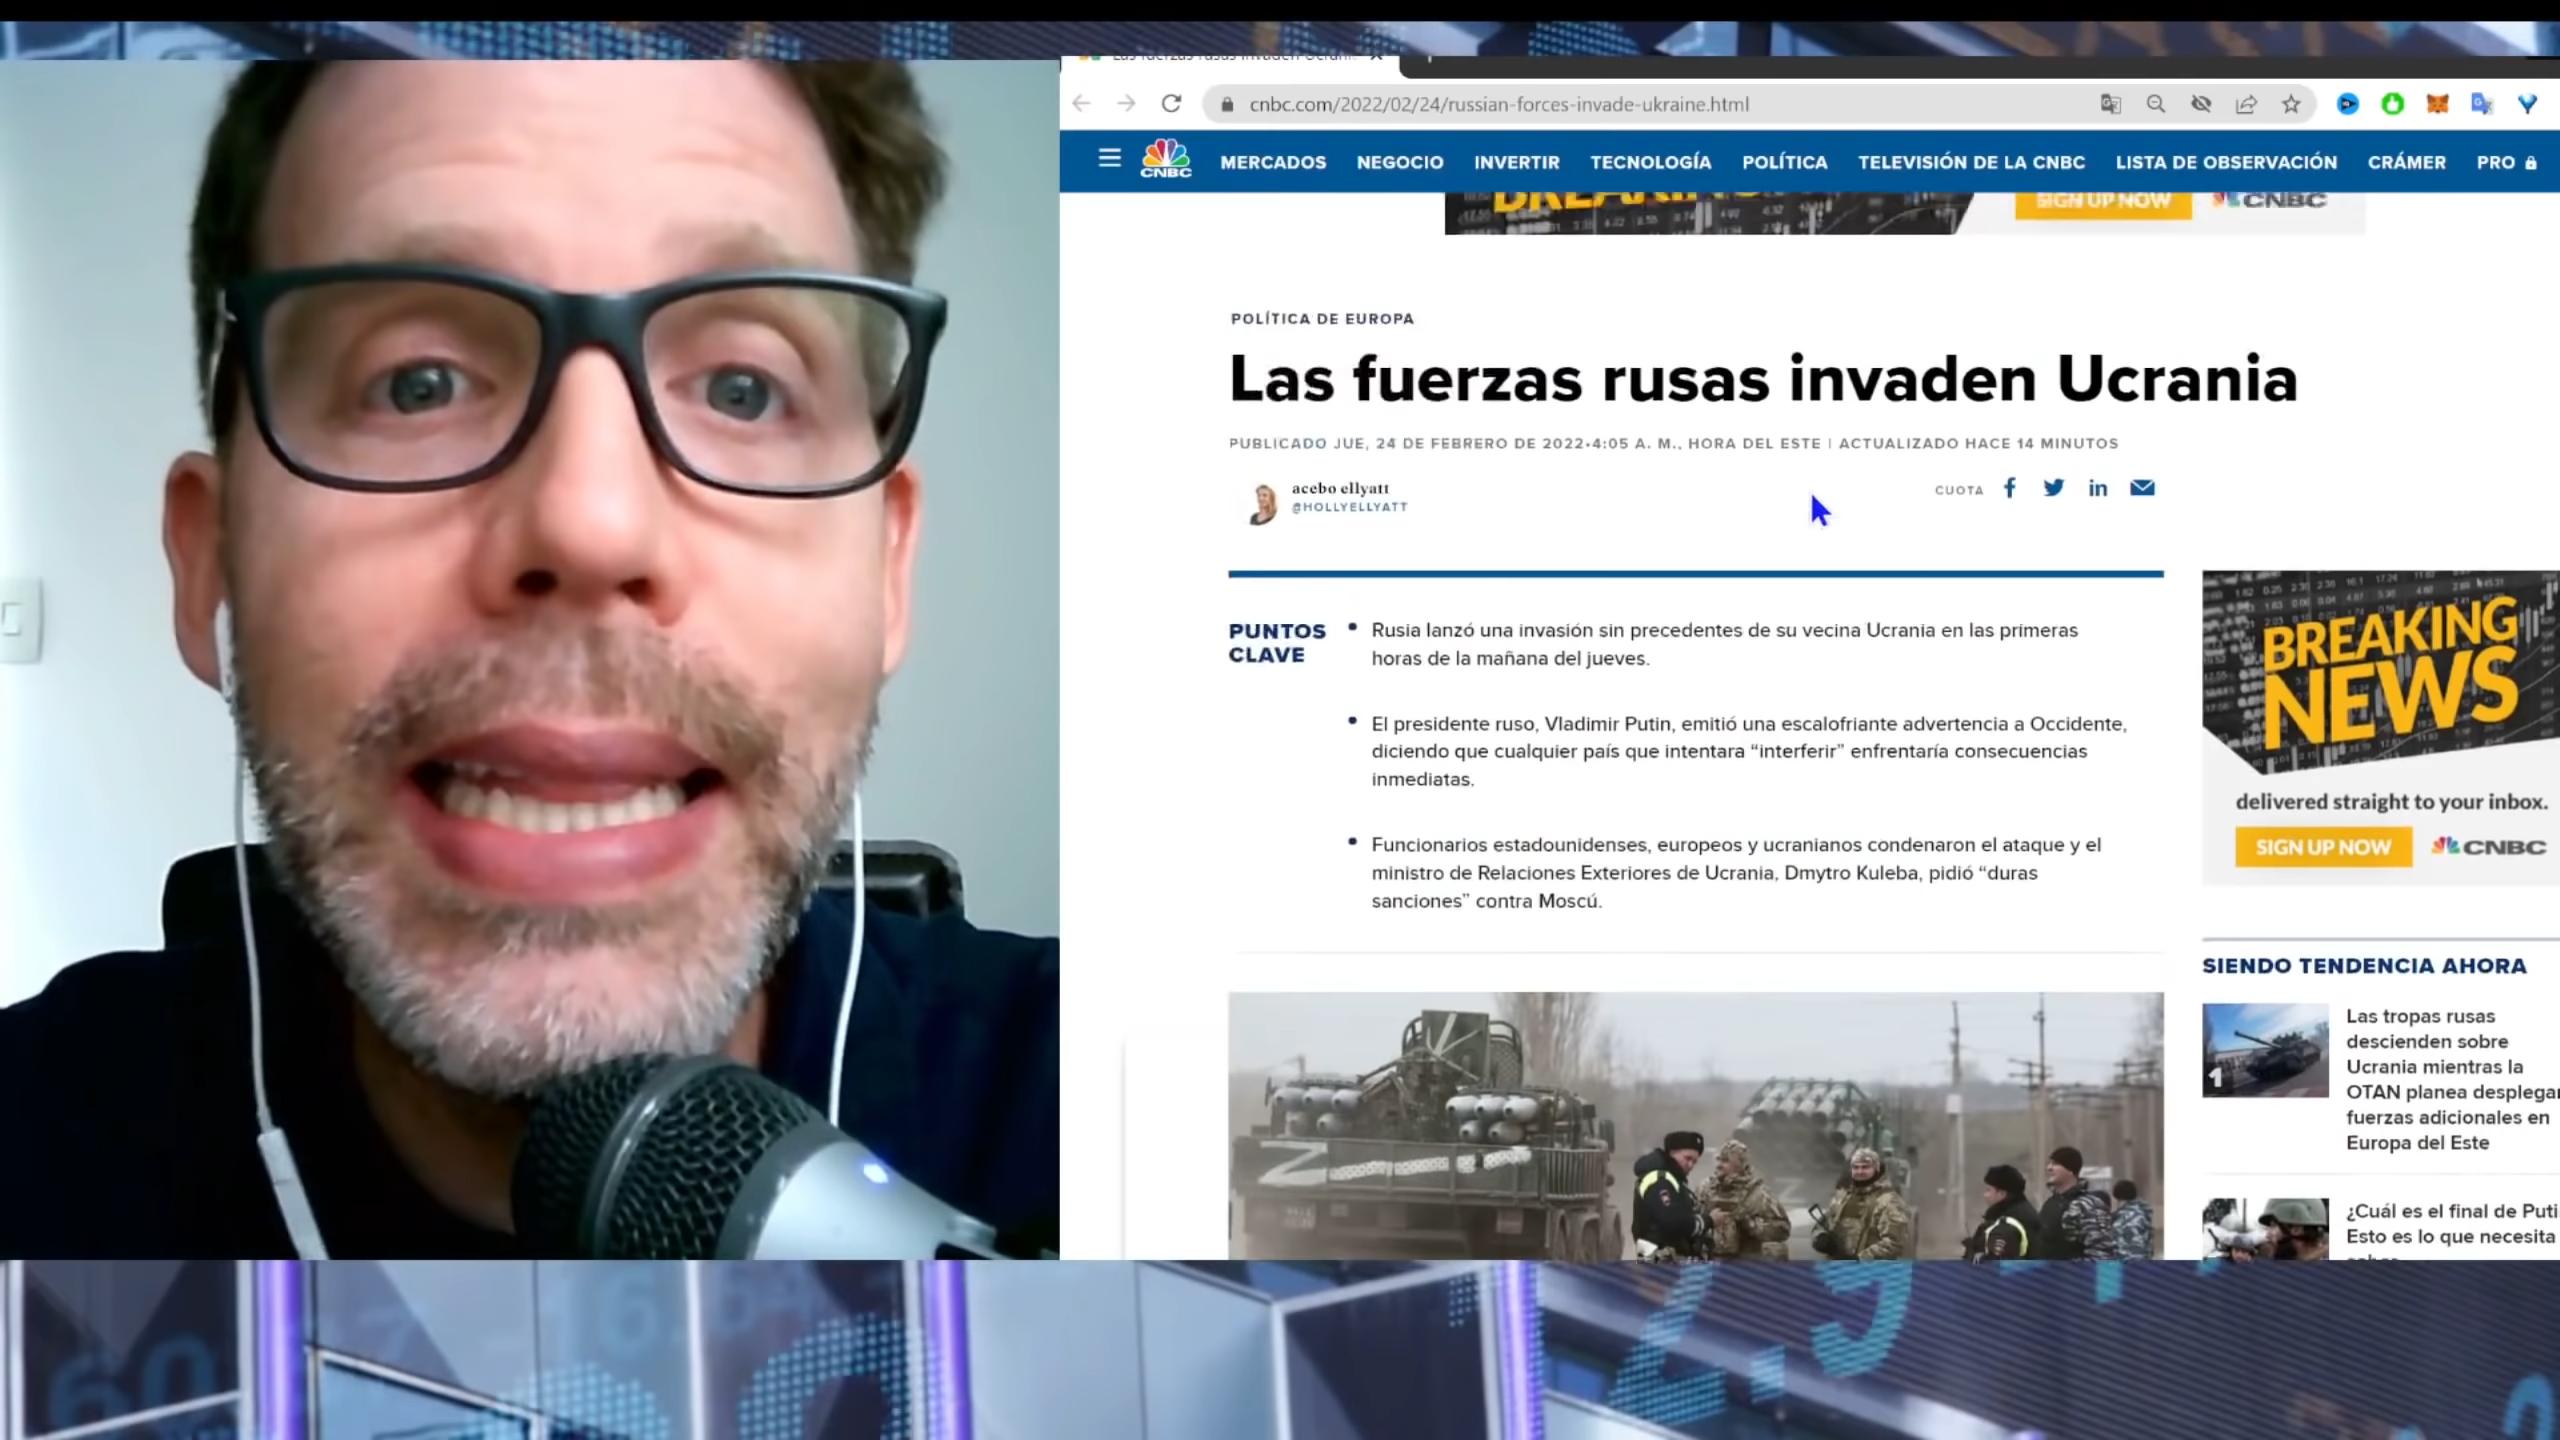 Las fuerzas rusas invaden Ucrani
cnbc.com/2022/02/24/russian-forces-invade-ukraine.html
CNBC MERCADOS NEGOCIO INVERTIR TECNOLOGÍA POLÍTICA TELEVISIÓN DE LA CNBC LISTA DE OBSERVACIÓN CRÁMER PRO
BREAKING SIGN UP NOW CNBC
POLÍTICA DE EUROPA
Las fuerzas rusas invaden Ucrania
PUBLICADO JUE, 24 DE FEBRERO DE 2022•4:05 A. M., HORA DEL ESTE | ACTUALIZADO HACE 14 MINUTOS
acebo ellyatt
@HOLLYELLYATT
CUOTA
PUNTOS
CLAVE
• Rusia lanzó una invasión sin precedentes de su vecina Ucrania en las primeras
horas de la mañana del jueves.
• El presidente ruso, Vladimir Putin, emitió una escalofriante advertencia a Occidente,
diciendo que cualquier país que intentara “interferir” enfrentaría consecuencias
inmediatas.
• Funcionarios estadounidenses, europeos y ucranianos condenaron el ataque y el
ministro de Relaciones Exteriores de Ucrania, Dmytro Kuleba, pidió “duras
sanciones” contra Moscú.
BREAKING
NEWS
delivered straight to your inbox.
SIGN UP NOW CNBC
SIENDO TENDENCIA AHORA
1
Las tropas rusas
descienden sobre
Ucrania mientras la
OTAN planea desplegar
fuerzas adicionales en
Europa del Este
¿Cuál es el final de Puti
Esto es lo que necesita
Z